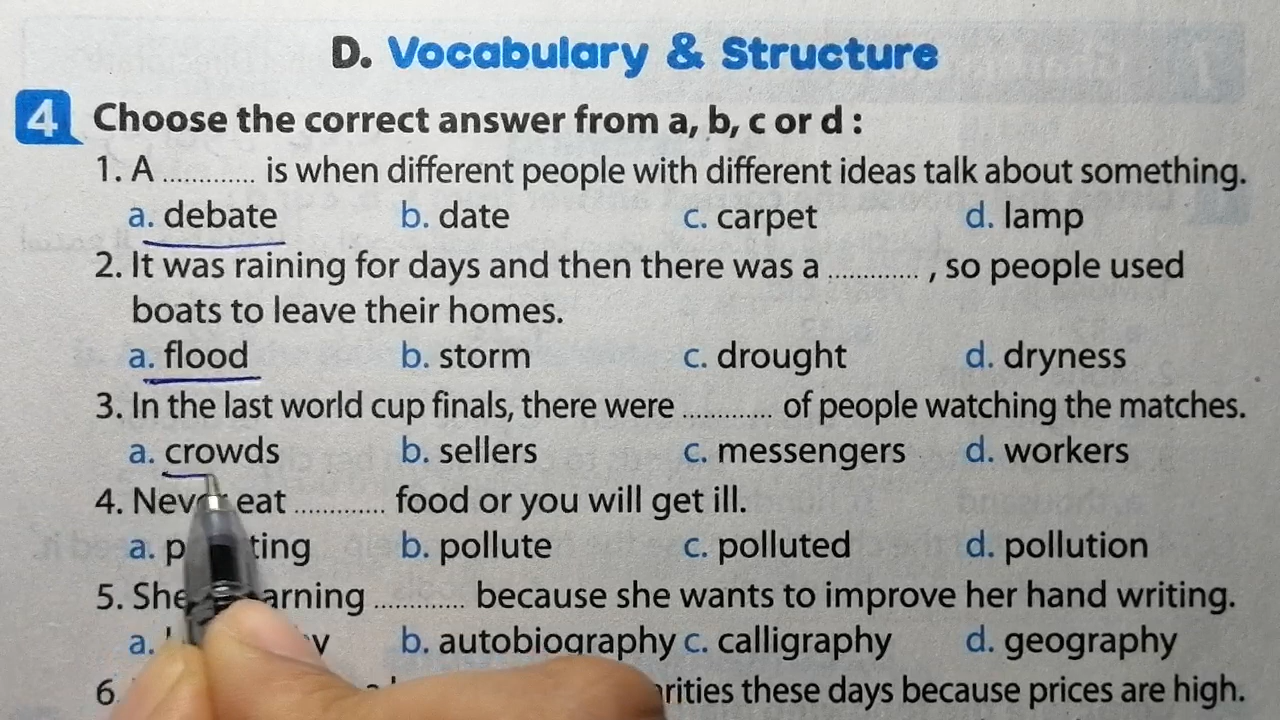 D. Vocabulary & Structure
4 Choose the correct answer from a, b, c or d :
1. A ............ is when different people with different ideas talk about something.
a. debate b. date c. carpet d. lamp
2. It was raining for days and then there was a ............ , so people used
boats to leave their homes.
a. flood b. storm c. drought d. dryness
3. In the last world cup finals, there were ............ of people watching the matches.
a. crowds b. sellers c. messengers d. workers
4. Never eat ............ food or you will get ill.
a. b. pollute c. polluted d. pollution
5. She ............ because she wants to improve her hand writing.
a. b. autobiography c. calligraphy d. geography
6. these days because prices are high.